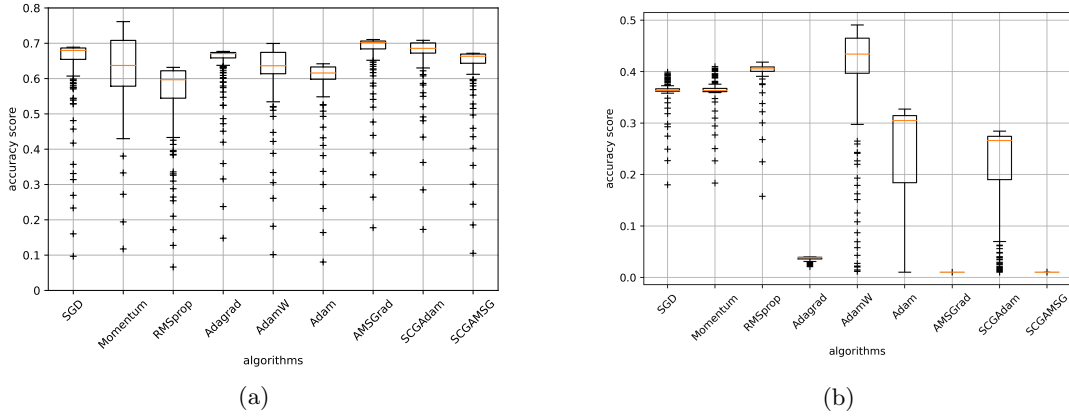 0.8
0.7
0.6
0.5
0.4
0.3
0.2
0.1
0
accuracy score
SGD
Momentum
RMSprop
Adagrad
AdamW
Adam
AMSGrad
SCGAdam
SCGAMSG
algorithms
(a)
0.5
0.4
0.3
0.2
0.1
0.0
accuracy score
SGD
Momentum
RMSprop
Adagrad
AdamW
Adam
AMSGrad
SCGAdam
SCGAMSG
algorithms
(b)